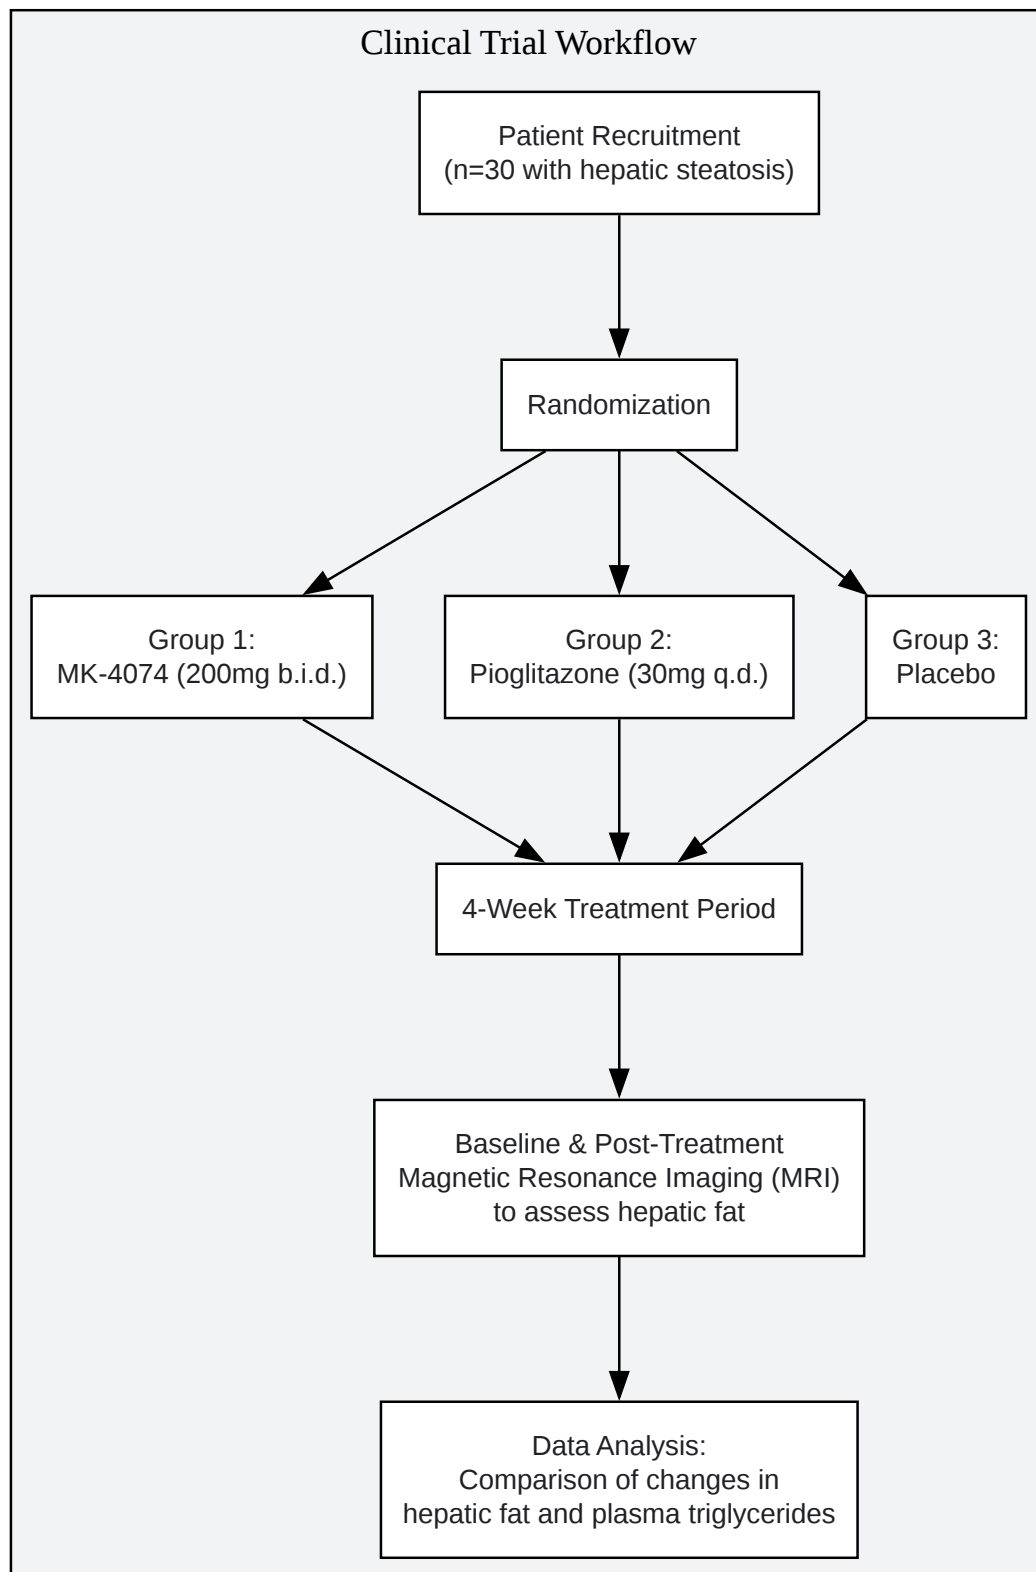 Clinical Trial Workflow
Patient Recruitment
(n=30 with hepatic steatosis)
Randomization
Group 1:
MK-4074 (200mg b.i.d.)
Group 2:
Pioglitazone (30mg q.d.)
Group 3:
Placebo
4-Week Treatment Period
Baseline & Post-Treatment
Magnetic Resonance Imaging (MRI)
to assess hepatic fat
Data Analysis:
Comparison of changes in
hepatic fat and plasma triglycerides